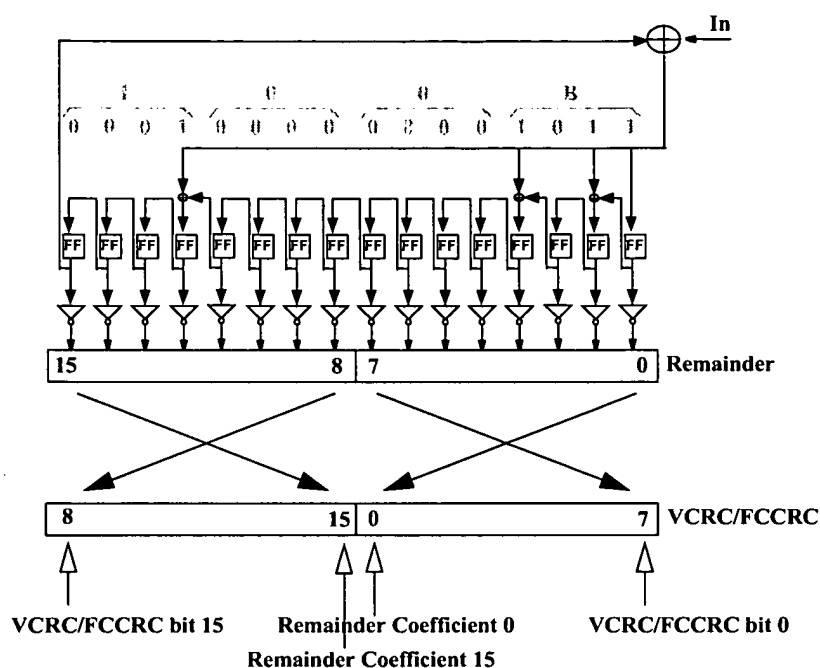 In
1 0 0 B
0 0 0 1 0 0 0 0 0 0 0 0 1 0 1 1
FF FF FF FF FF FF FF FF FF FF FF FF FF FF FF FF
15 8 7 0 Remainder
8 15 0 7 VCRC/FCCRC
VCRC/FCCRC bit 15 Remainder Coefficient 0 VCRC/FCCRC bit 0
Remainder Coefficient 15